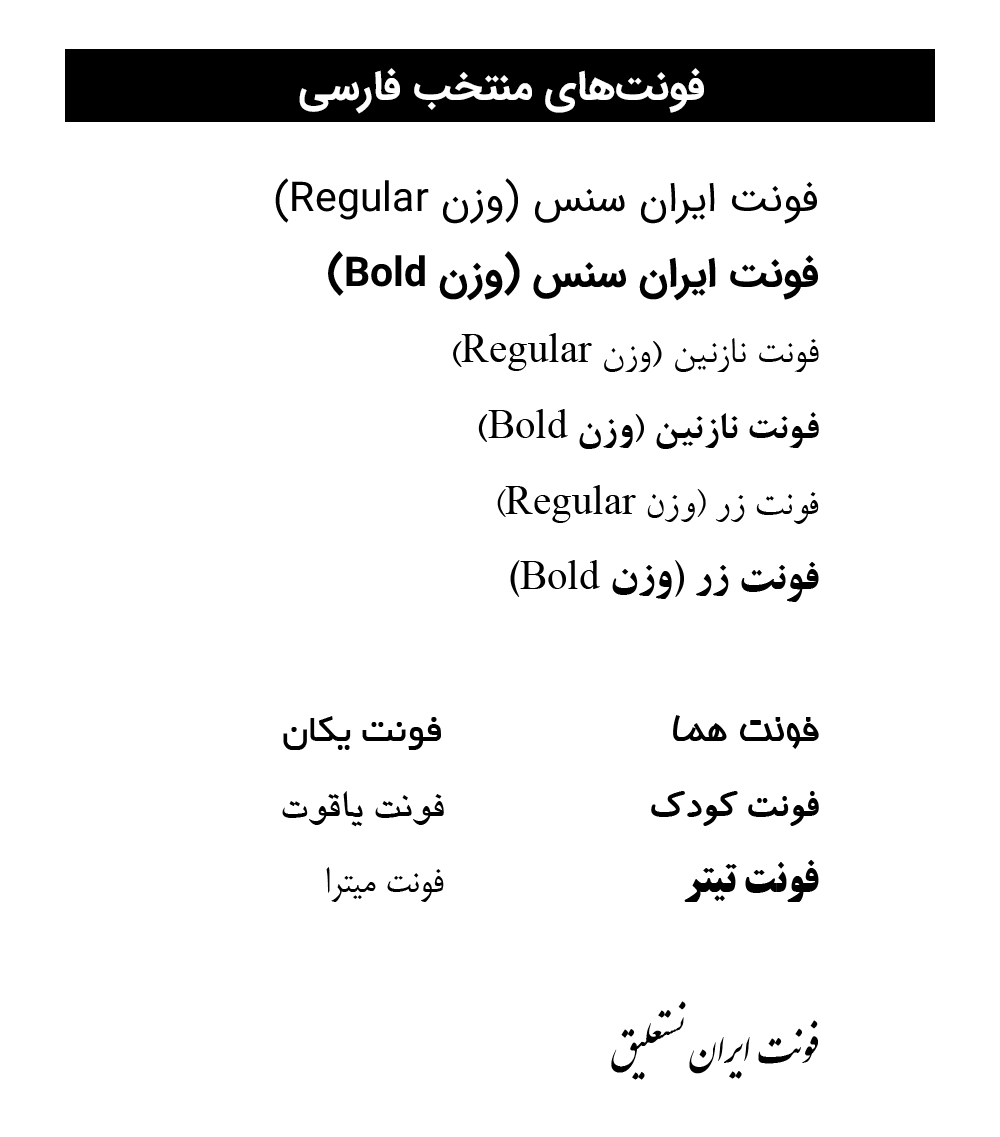 فونت‌های منتخب فارسی
فونت ایران سنس (وزن Regular)
فونت ایران سنس (وزن Bold)
فونت نازنین (وزن Regular)
فونت نازنین (وزن Bold)
فونت زر (وزن Regular)
فونت زر (وزن Bold)
فونت هما
فونت یکان
فونت کودک
فونت یاقوت
فونت تیتر
فونت میترا
فونت ایران نستعلیق